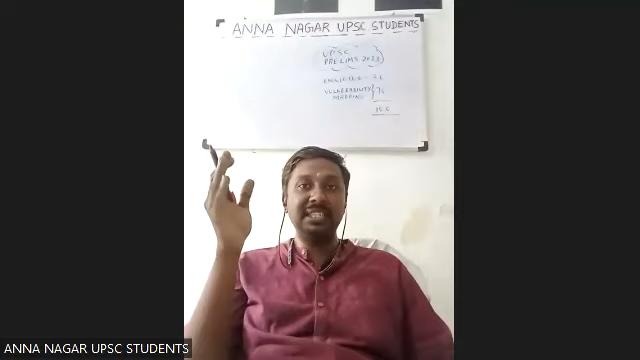 ANNA NAGAR UPSC STUDENTS
UPSC
PRELIMS 2023
VULNERABILITY
MAPPING
ANNA NAGAR UPSC STUDENTS